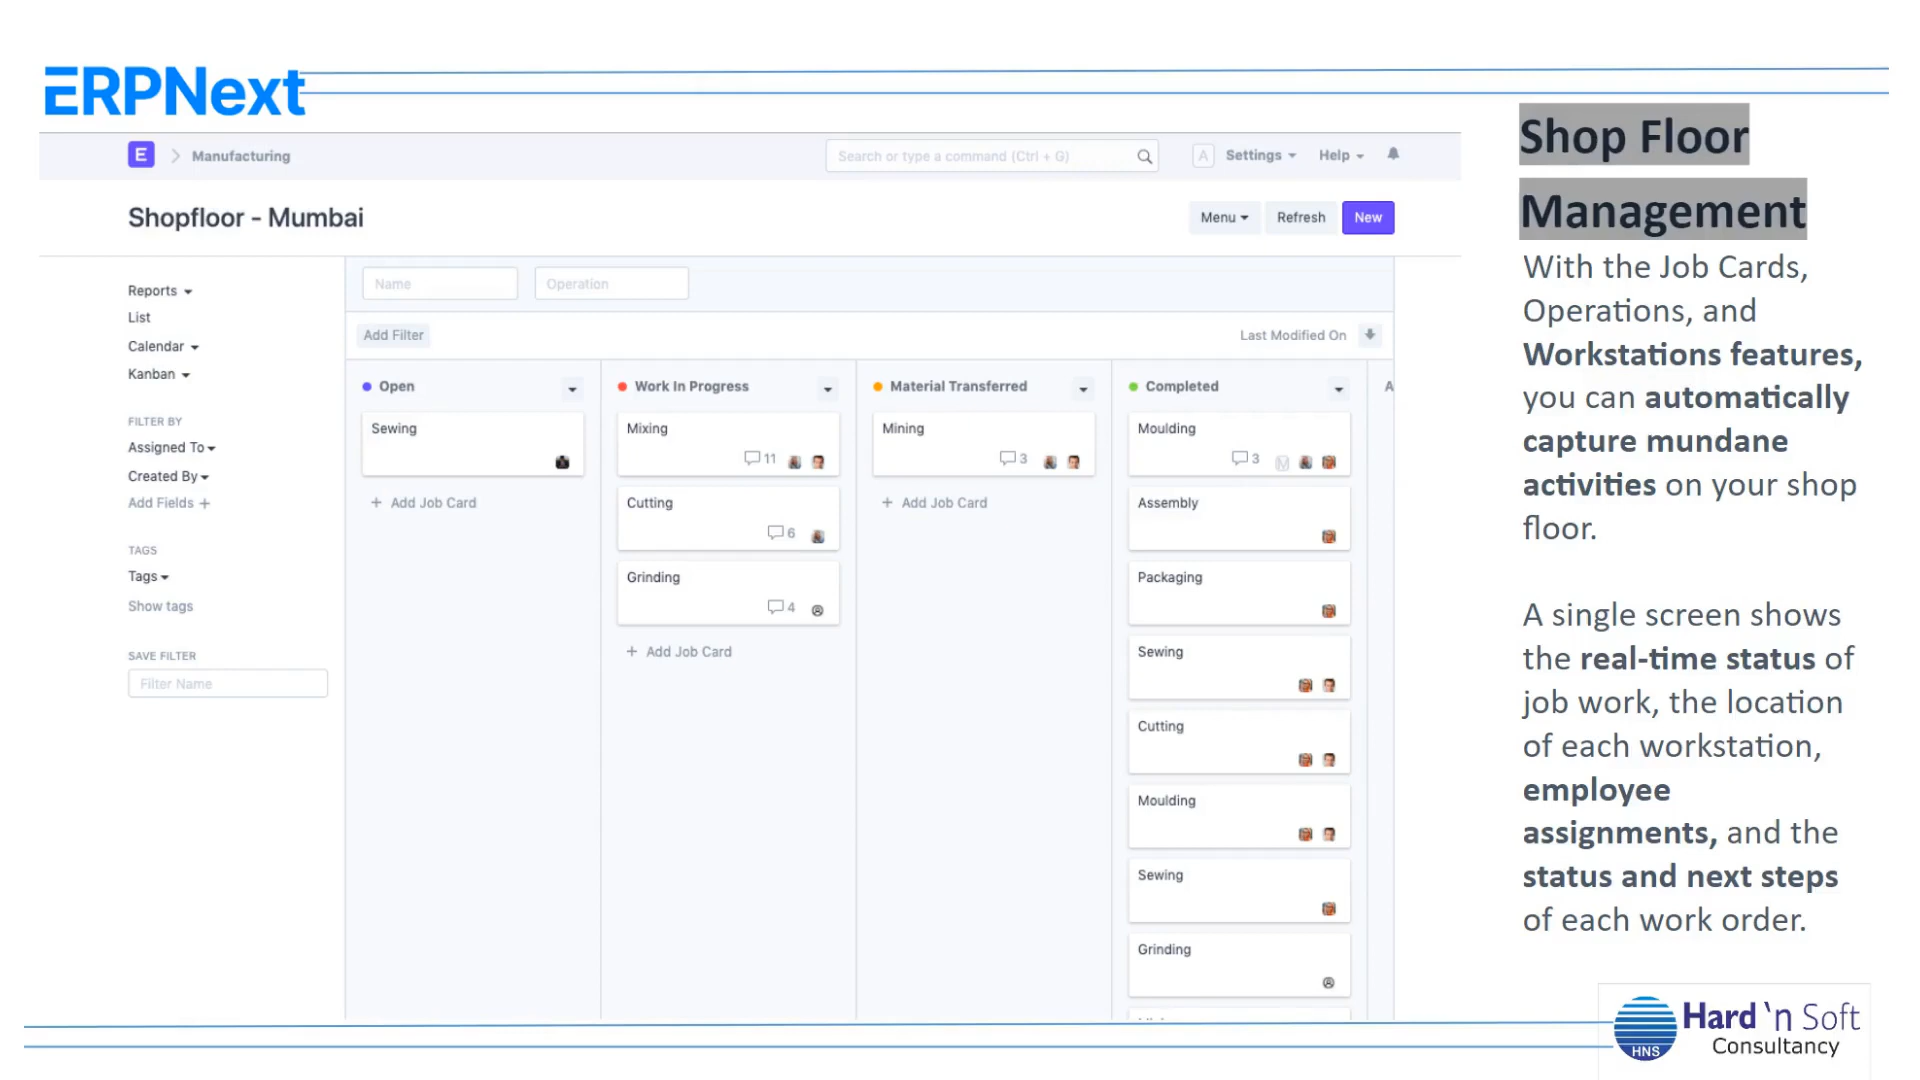 ERPNext
E
Manufacturing
Search or type a command (Ctrl + G)
A
Settings
Help
Shopfloor - Mumbai
Menu
Refresh
New
Reports
List
Calendar
Kanban
FILTER BY
Assigned To
Created By
Add Fields +
TAGS
Tags
Show tags
SAVE FILTER
Filter Name
Name
Operation
Add Filter
Last Modified On
Open
Sewing
+ Add Job Card
Work In Progress
Mixing
11
Cutting
6
Grinding
4
+ Add Job Card
Material Transferred
Mining
3
+ Add Job Card
Completed
Moulding
3
M
Assembly
Packaging
Sewing
Cutting
Moulding
Sewing
Grinding
A
Shop Floor
Management
With the Job Cards,
Operations, and
Workstations features,
you can automatically
capture mundane
activities on your shop
floor.
A single screen shows
the real-time status of
job work, the location
of each workstation,
employee
assignments, and the
status and next steps
of each work order.
HNS
Hard 'n Soft
Consultancy